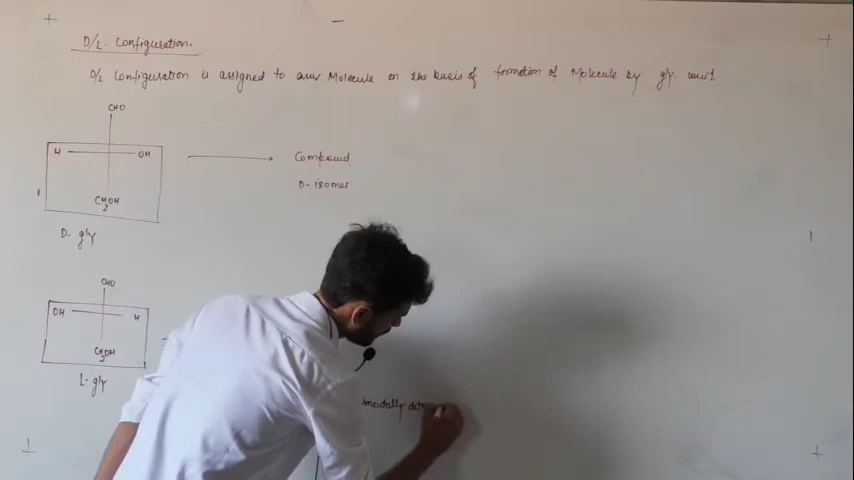 D/L. Configuration.
D/L Configuration is assigned to any Molecule on the basis of formation of Molecule by gly. unit
CHO
H OH
CH2OH
D- gly
Compound
D- isomer
CHO
OH H
CH2OH
L- gly
mentally